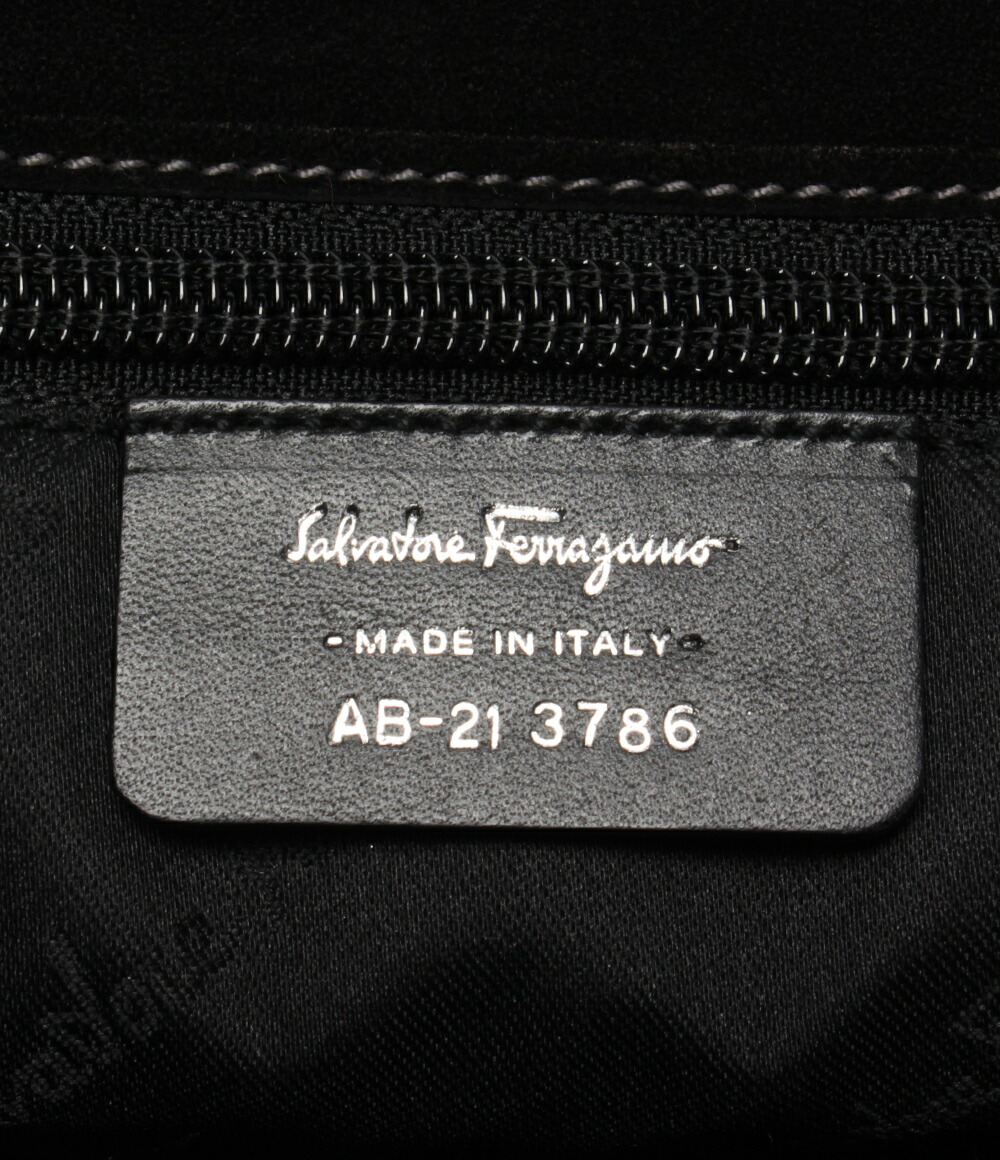 Salvatore Ferragamo
-MADE IN ITALY-
AB-21 3786